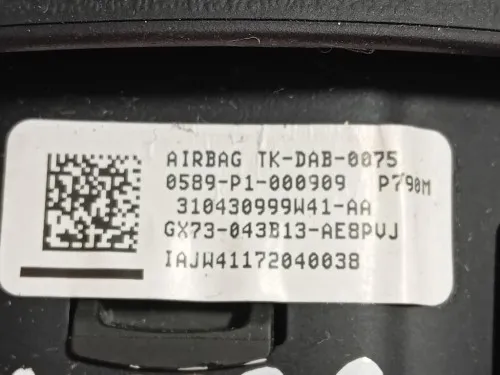 AIRBAG TK-DAB-0075
0589-P1-000909 P790M
310430999W41-AA
GX73-043B13-AE8PVJ
IAJW41172040038